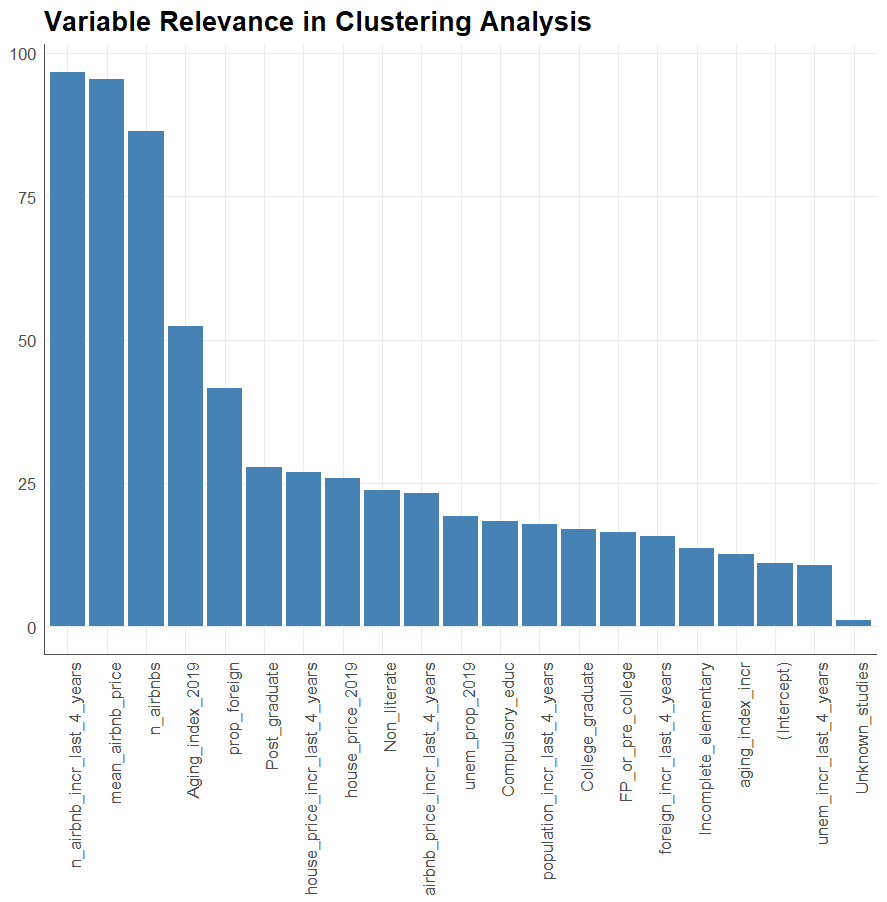 Variable Relevance in Clustering Analysis
100
75
50
25
0
n_airbnb_incr_last_4_years
mean_airbnb_price
n_airbnbs
Aging_index_2019
prop_foreign
Post_graduate
house_price_incr_last_4_years
house_price_2019
Non_literate
airbnb_price_incr_last_4_years
unem_prop_2019
Compulsory_educ
population_incr_last_4_years
College_graduate
FP_or_pre_college
foreign_incr_last_4_years
Incomplete_elementary
aging_index_incr
(Intercept)
unem_incr_last_4_years
Unknown_studies